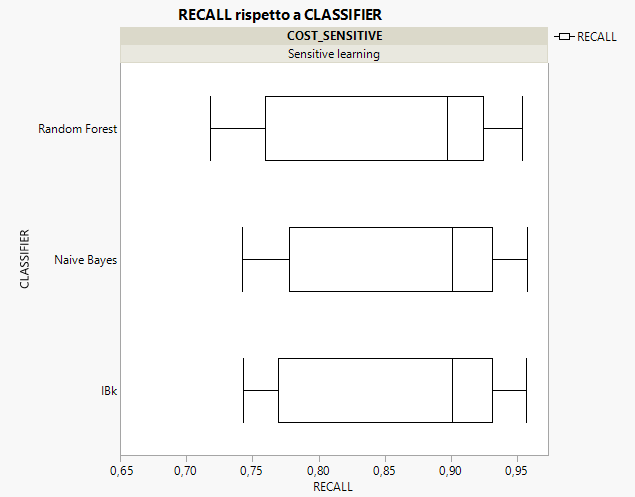 RECALL rispetto a CLASSIFIER
COST_SENSITIVE
Sensitive learning
RECALL
Random Forest
Naive Bayes
IBk
CLASSIFIER
0,65 0,70 0,75 0,80 0,85 0,90 0,95
RECALL